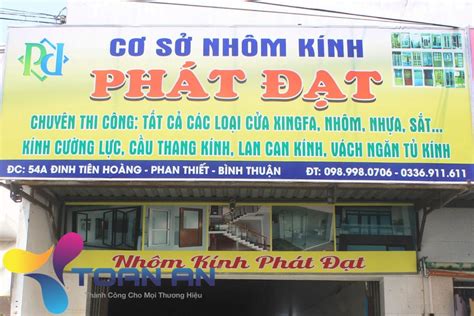 Pd
CƠ SỞ NHÔM KÍNH
PHÁT ĐẠT
CHUYÊN THI CÔNG: TẤT CẢ CÁC LOẠI CỬA XINGFA, NHÔM, NHỰA, SẮT...
KÍNH CƯỜNG LỰC, CẦU THANG KÍNH, LAN CAN KÍNH, VÁCH NGĂN TỦ KÍNH
ĐC: 54A ĐINH TIÊN HOÀNG - PHAN THIẾT - BÌNH THUẬN
ĐT: 098.998.0706 - 0336.911.611
Nhôm Kính Phát Đạt
TOAN AN
Thành Công Cho Mọi Thương Hiệu